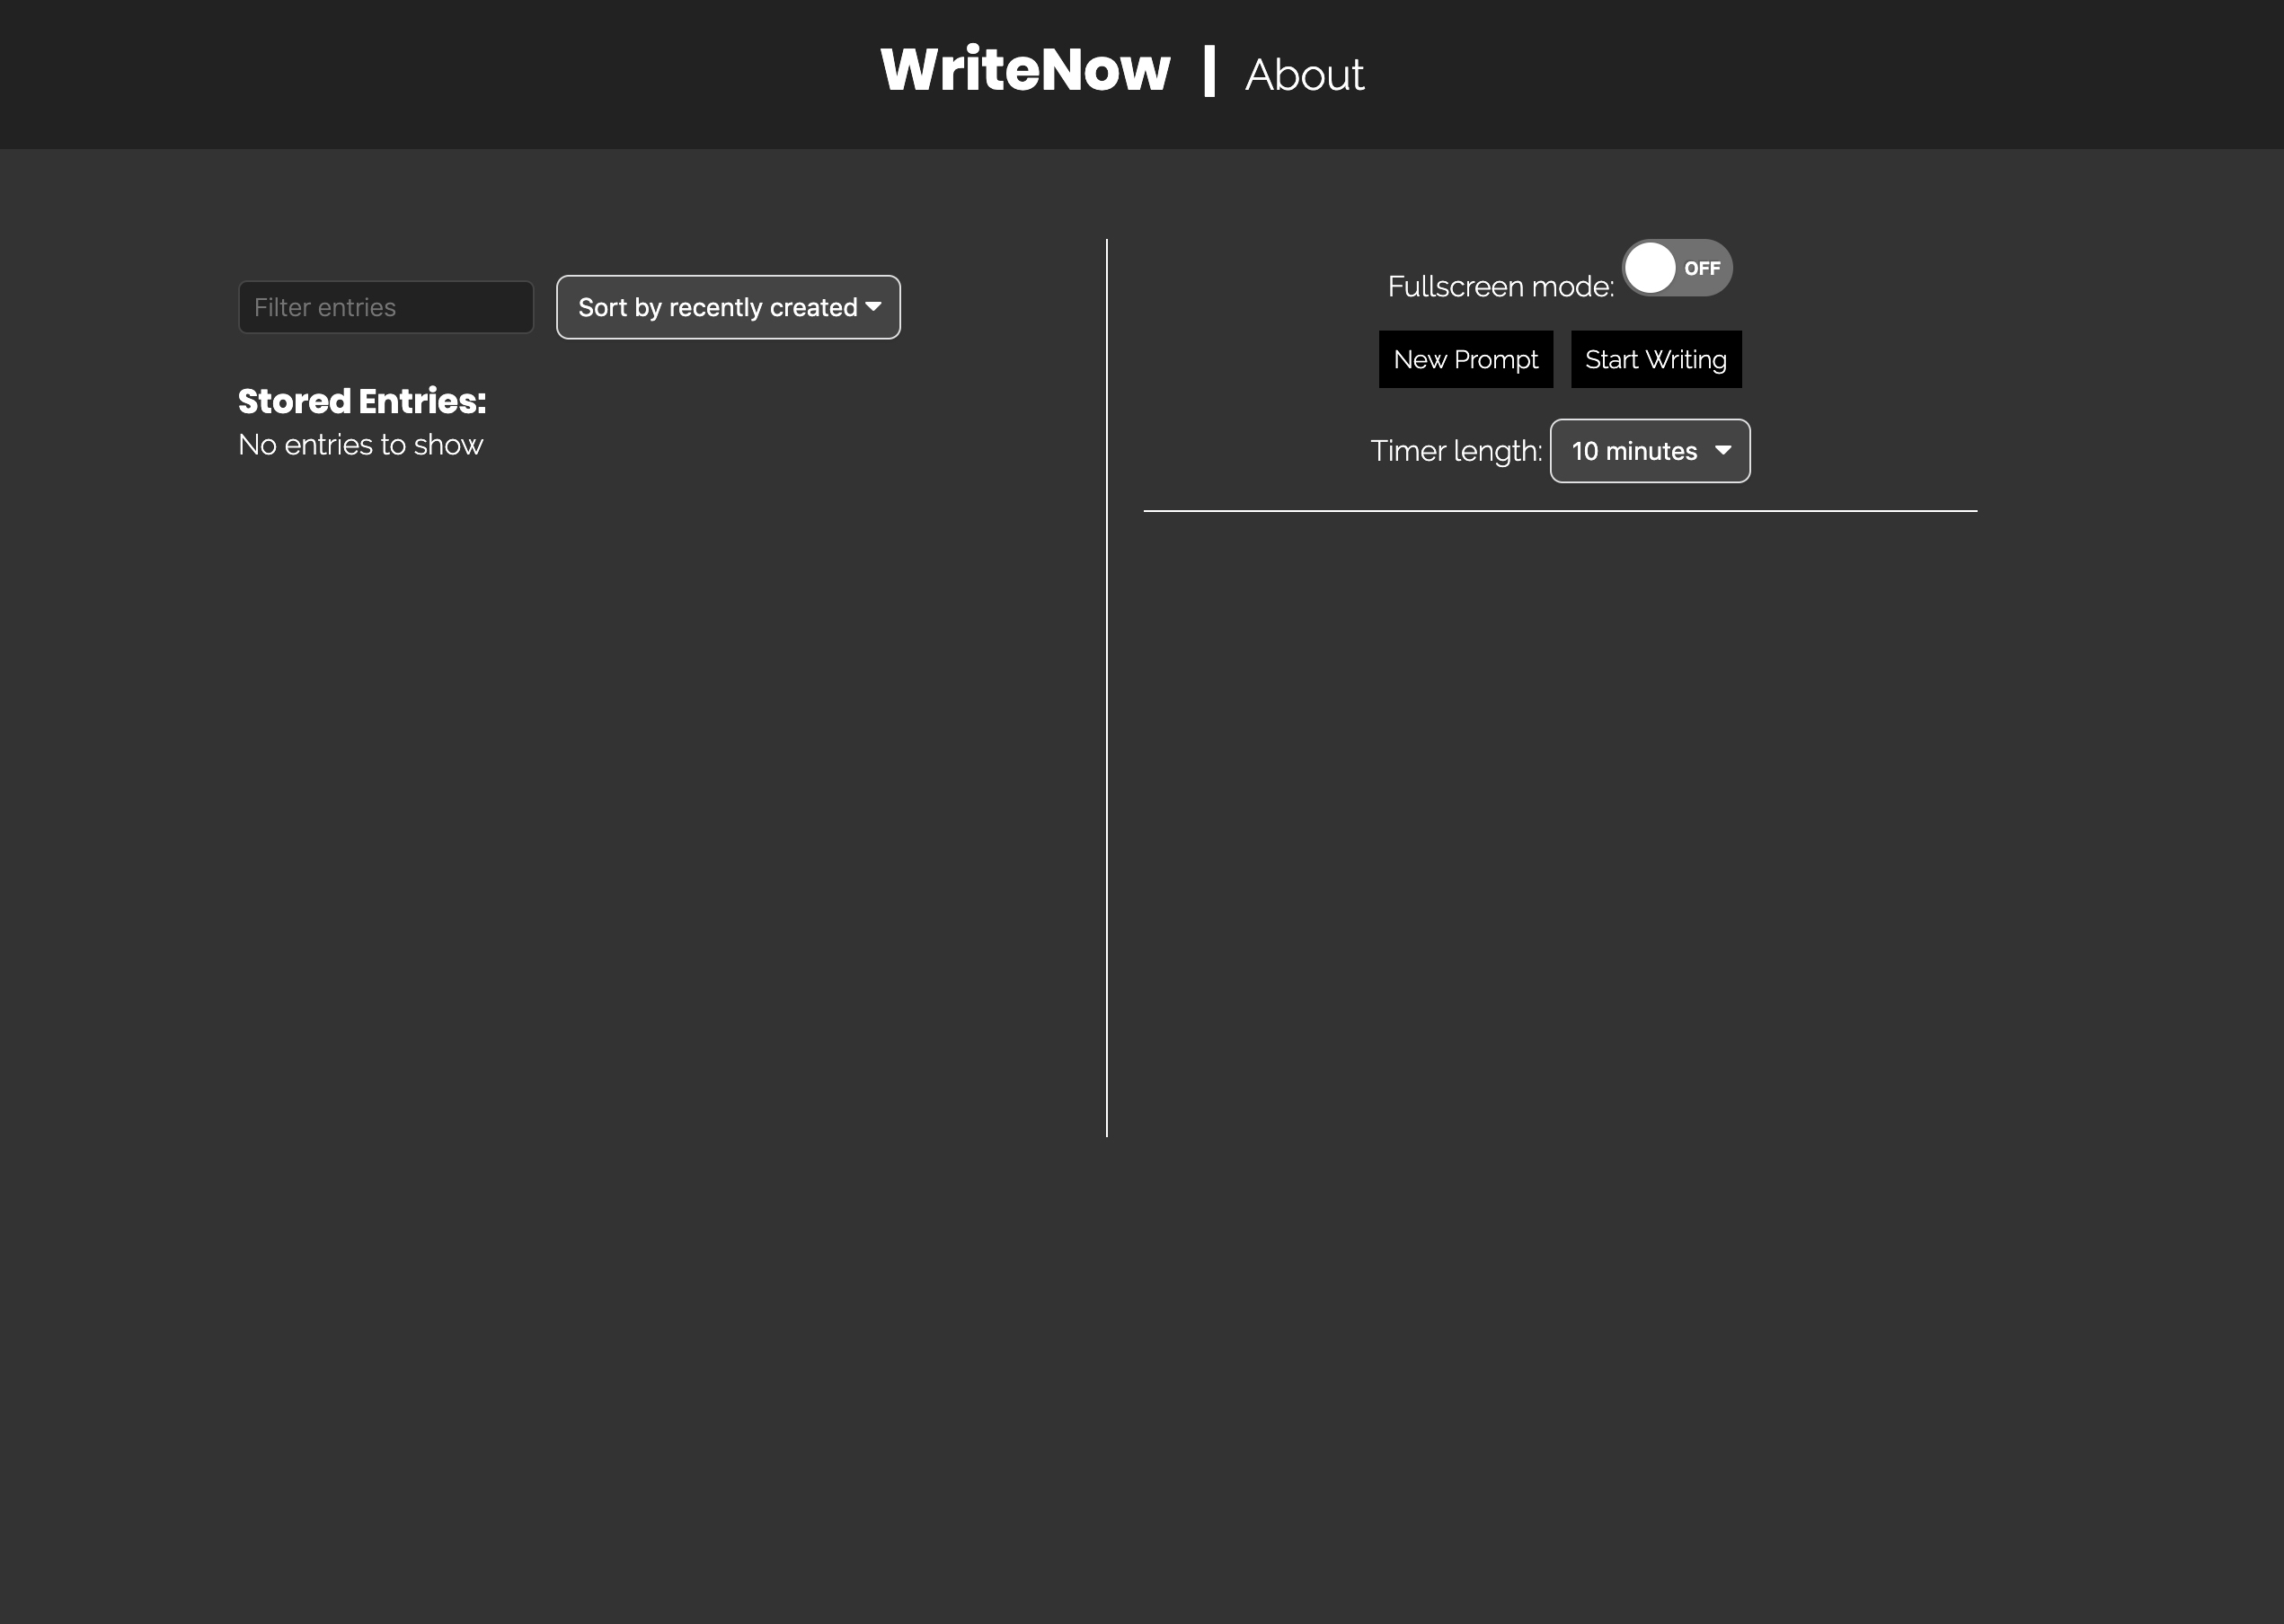 WriteNow | About
Filter entries
Sort by recently created
Stored Entries:
No entries to show
Fullscreen mode: OFF
New Prompt Start Writing
Timer length: 10 minutes